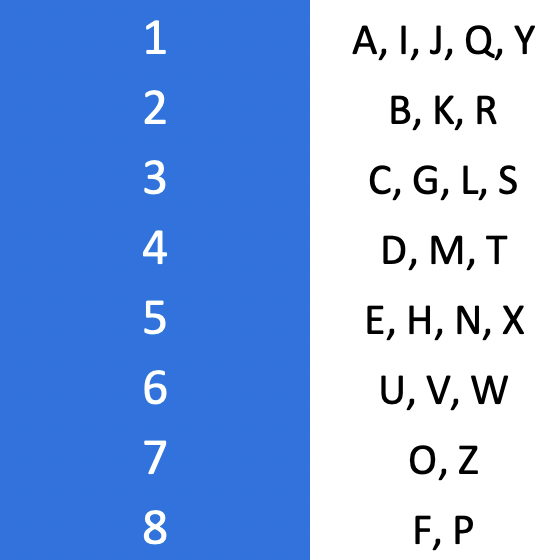 1 A, I, J, Q, Y
2 B, K, R
3 C, G, L, S
4 D, M, T
5 E, H, N, X
6 U, V, W
7 O, Z
8 F, P